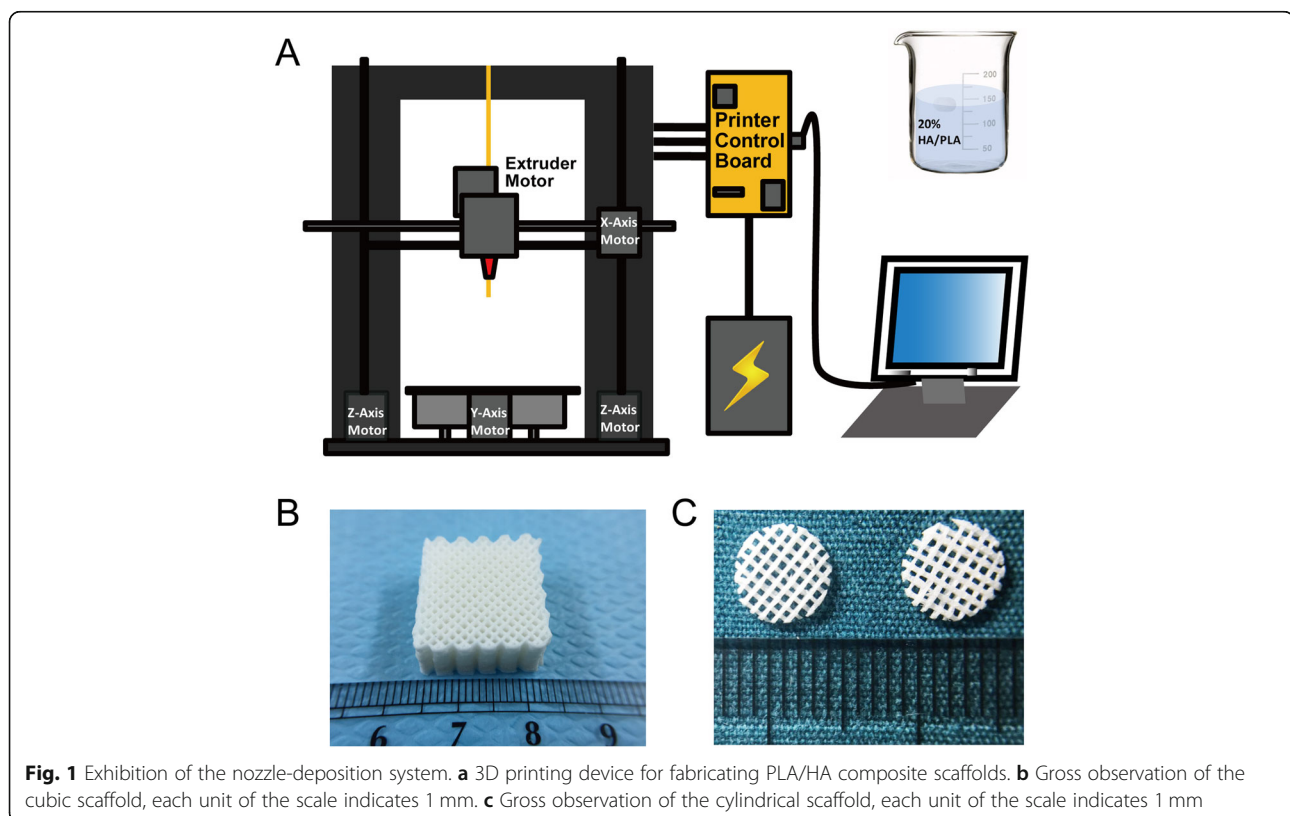 A
Extruder
Motor
X-Axis
Motor
Z-Axis
Motor
Y-Axis
Motor
Z-Axis
Motor
Printer
Control
Board
200
150
100
50
20%
HA/PLA
B
6 7 8 9
C
Fig. 1 Exhibition of the nozzle-deposition system. a 3D printing device for fabricating PLA/HA composite scaffolds. b Gross observation of the
cubic scaffold, each unit of the scale indicates 1 mm. c Gross observation of the cylindrical scaffold, each unit of the scale indicates 1 mm